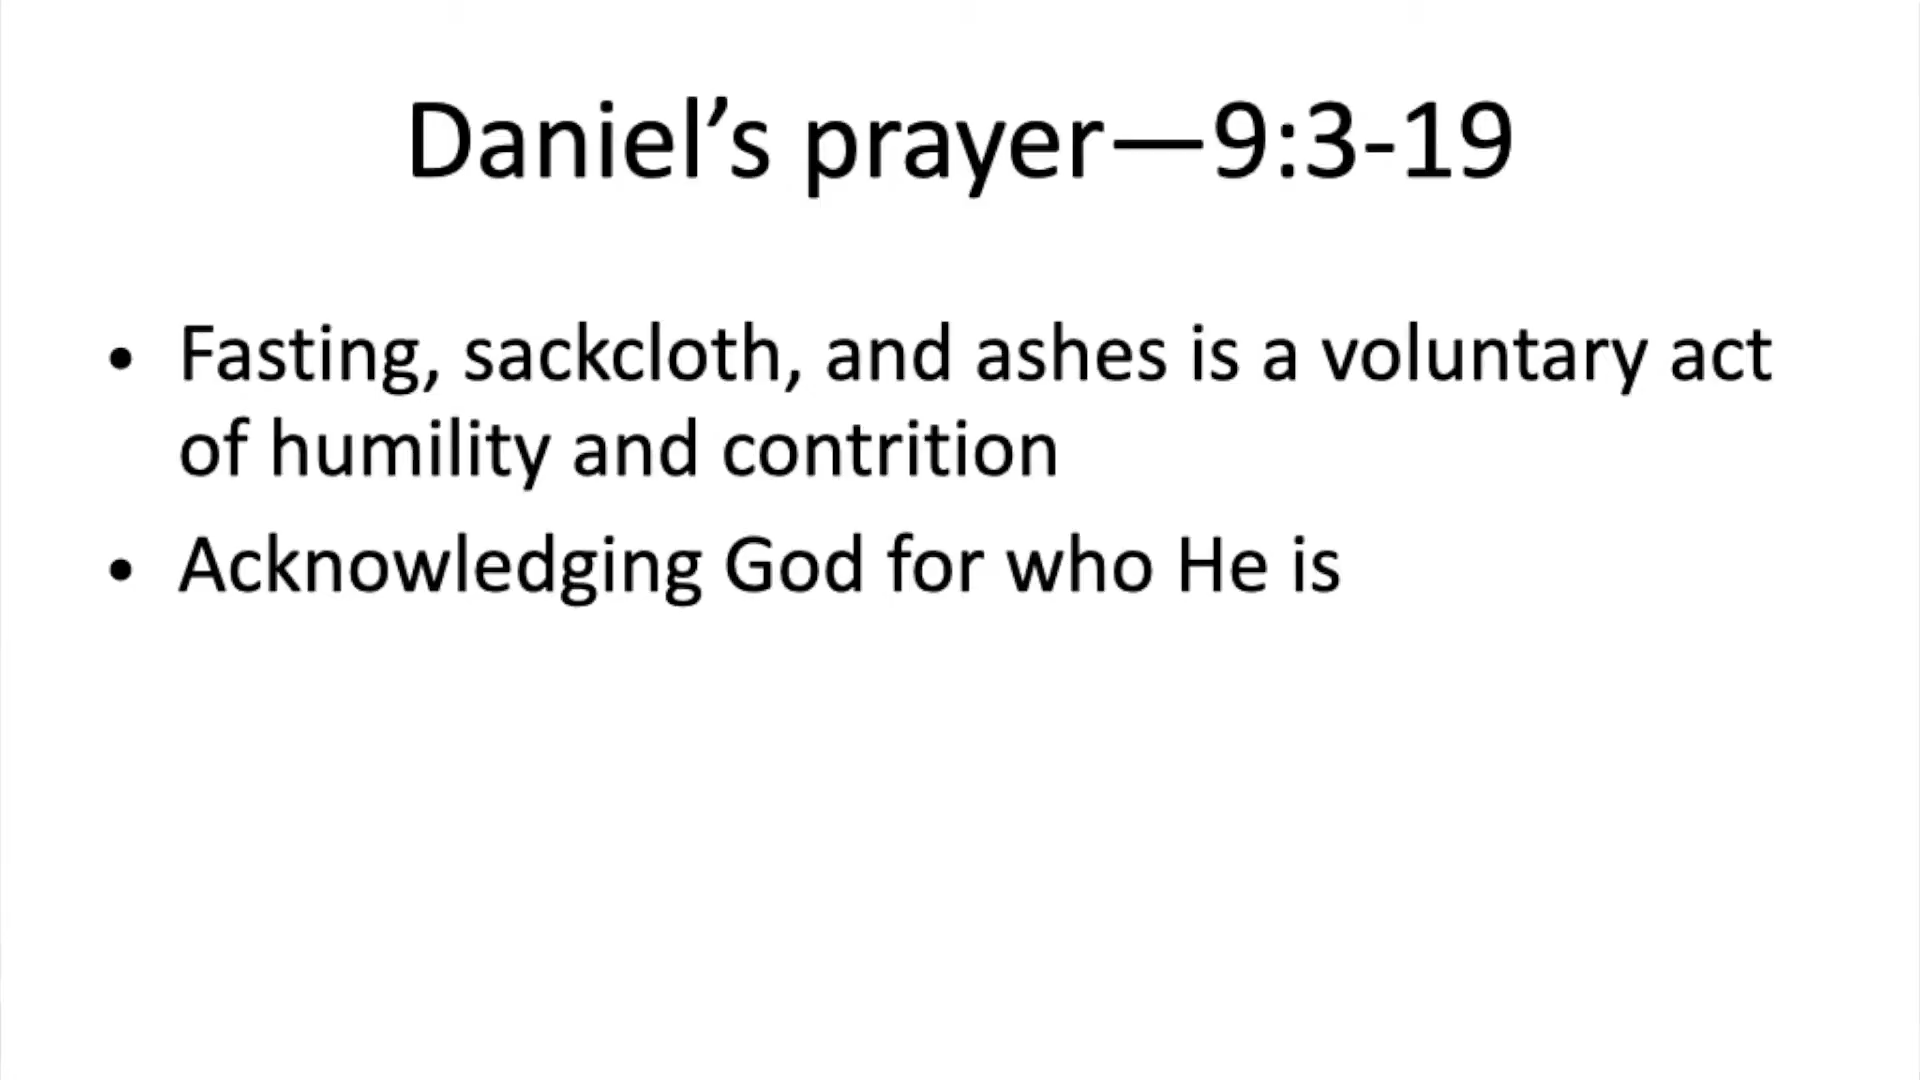 Daniel’s prayer—9:3-19
• Fasting, sackcloth, and ashes is a voluntary act
of humility and contrition
• Acknowledging God for who He is